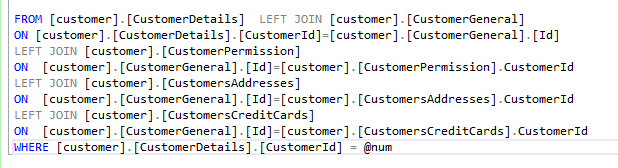 FROM [customer].[CustomerDetails]  LEFT JOIN [customer].[CustomerGeneral]
ON [customer].[CustomerDetails].[CustomerId]=[customer].[CustomerGeneral].[Id]
LEFT JOIN [customer].[CustomerPermission]
ON  [customer].[CustomerGeneral].[Id]=[customer].[CustomerPermission].CustomerId
LEFT JOIN [customer].[CustomersAddresses]
ON  [customer].[CustomerGeneral].[Id]=[customer].[CustomersAddresses].CustomerId
LEFT JOIN [customer].[CustomersCreditCards]
ON  [customer].[CustomerGeneral].[Id]=[customer].[CustomersCreditCards].CustomerId
WHERE [customer].[CustomerDetails].[CustomerId] = @num